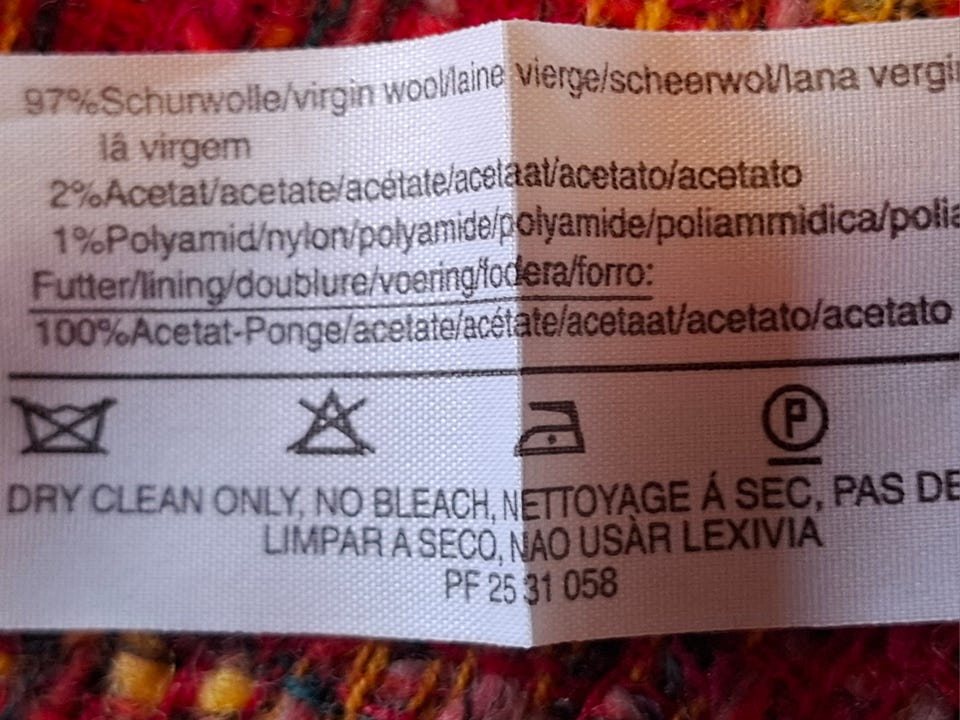 97%Schurwolle/virgin wool/laine vierge/scheerwol/lana vergi
lâ virgem
2%Acetat/acetate/acétate/acetaat/acetato/acetato
1%Polyamid/nylon/polyamide/polyamide/poliammidica/polia
Futter/lining/doublure/voering/fodera/forro:
100%Acetat-Ponge/acetate/acétate/acetaat/acetato/acetato
P
DRY CLEAN ONLY, NO BLEACH, NETTOYAGE Á SEC, PAS DE
LIMPAR A SECO, NAO USÀR LEXIVIA
PF 25 31 058